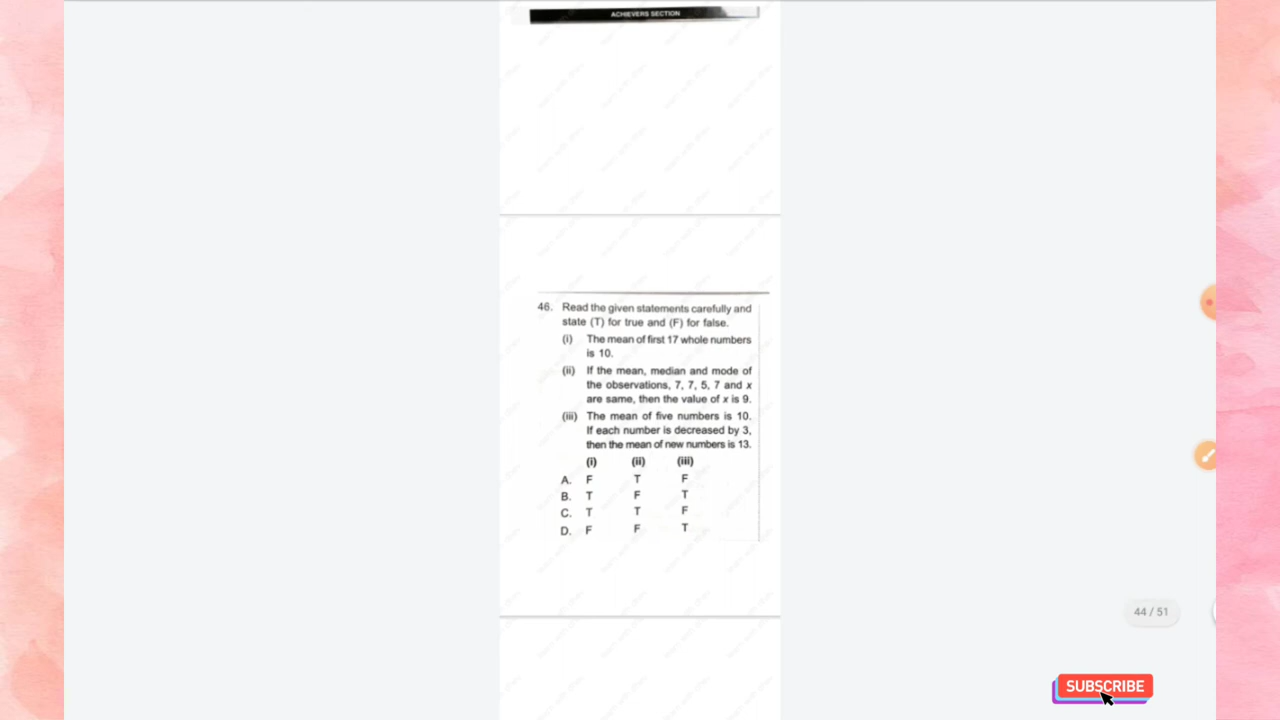 ACHIEVERS SECTION
46. Read the given statements carefully and
state (T) for true and (F) for false.
(i) The mean of first 17 whole numbers
is 10.
(ii) If the mean, median and mode of
the observations, 7, 7, 5, 7 and x
are same, then the value of x is 9.
(iii) The mean of five numbers is 10.
If each number is decreased by 3,
then the mean of new numbers is 13.
(i) (ii) (iii)
A. F T F
B. T F T
C. T T F
D. F F T
44 / 51
SUBSCRIBE